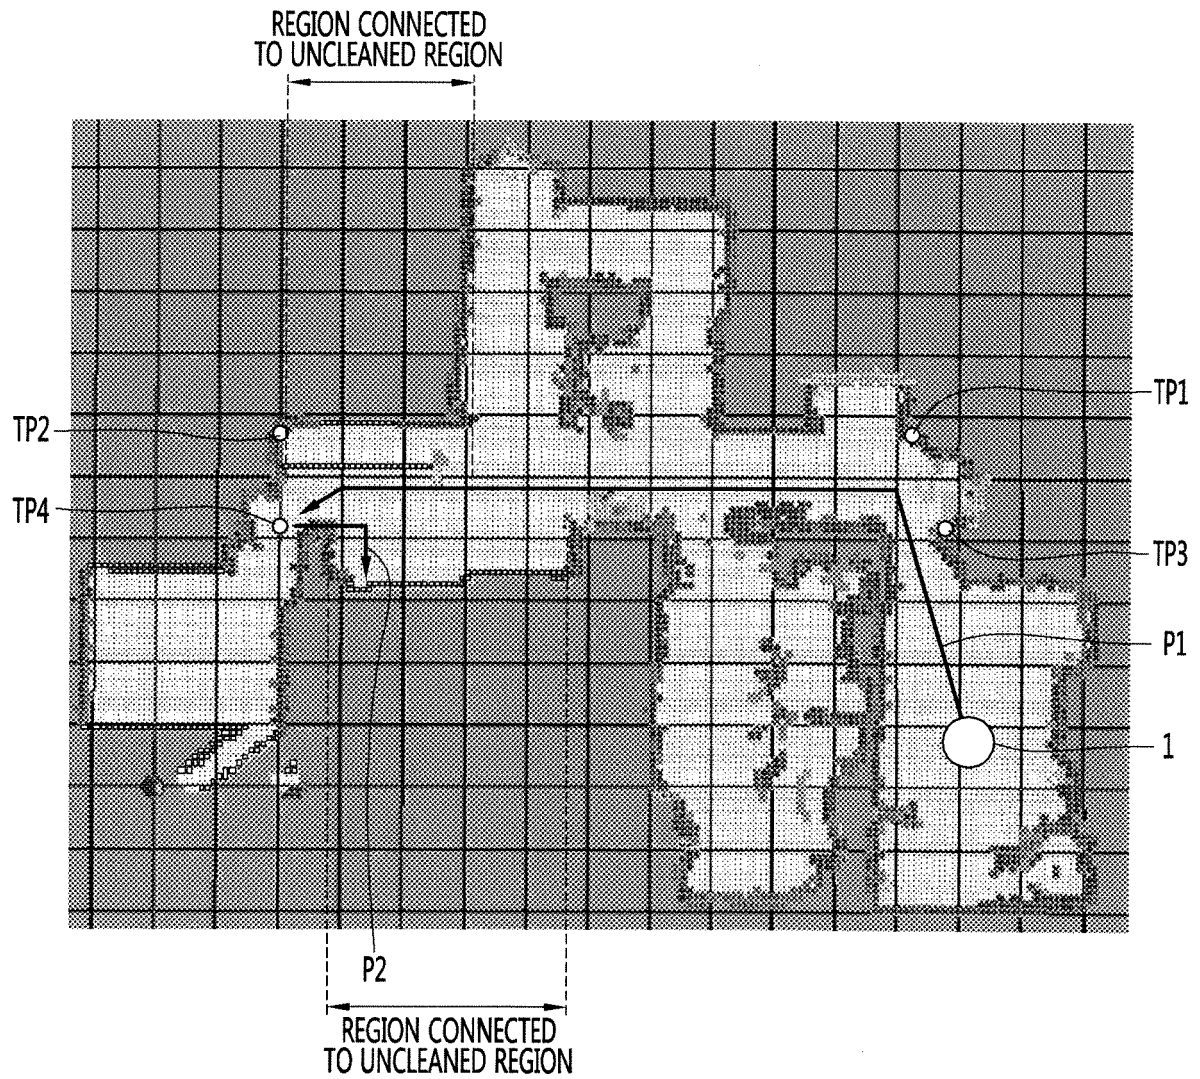 REGION CONNECTED
TO UNCLEANED REGION
TP1
TP2
TP4
TP3
P1
1
P2
REGION CONNECTED
TO UNCLEANED REGION